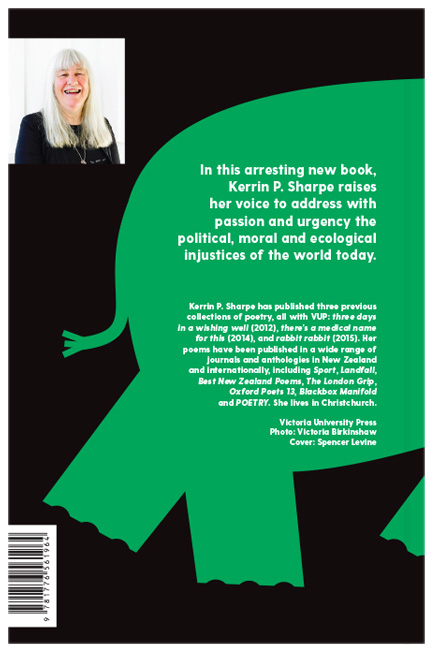 In this arresting new book,
Kerrin P. Sharpe raises
her voice to address with
passion and urgency the
political, moral and ecological
injustices of the world today.
Kerrin P. Sharpe has published three previous
collections of poetry, all with VUP: three days
in a wishing well (2012), there's a medical name
for this (2014), and rabbit rabbit (2015). Her
poems have been published in a wide range of
journals and anthologies in New Zealand
and internationally, including Sport, Landfall,
Best New Zealand Poems, The London Grip,
Oxford Poets 13, Blackbox Manifold
and POETRY. She lives in Christchurch.
Victoria University Press
Photo: Victoria Birkinshaw
Cover: Spencer Levine
9 781776 561964